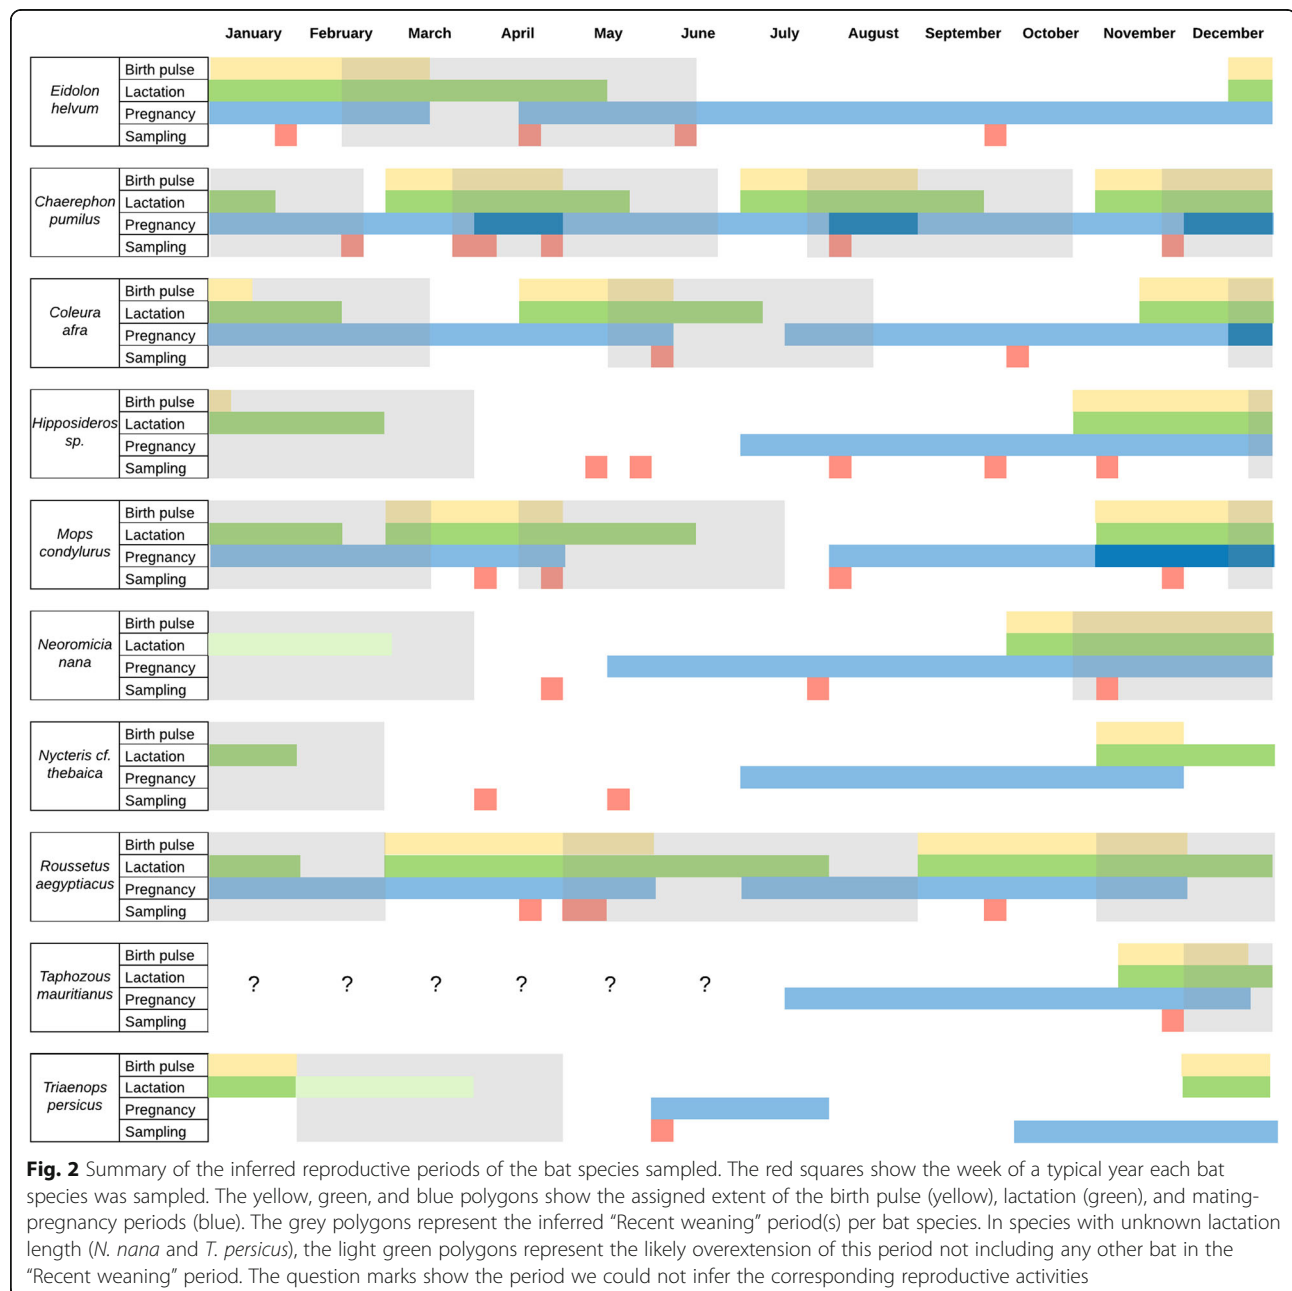 January February March April May June July August September October November December
Eidolon helvum
Birth pulse
Lactation
Pregnancy
Sampling
Chaerephon pumilus
Birth pulse
Lactation
Pregnancy
Sampling
Coleura afra
Birth pulse
Lactation
Pregnancy
Sampling
Hipposideros sp.
Birth pulse
Lactation
Pregnancy
Sampling
Mops condylurus
Birth pulse
Lactation
Pregnancy
Sampling
Neoromicia nana
Birth pulse
Lactation
Pregnancy
Sampling
Nycteris cf. thebaica
Birth pulse
Lactation
Pregnancy
Sampling
Roussetus aegyptiacus
Birth pulse
Lactation
Pregnancy
Sampling
Taphozous mauritianus
Birth pulse
Lactation
? ? ? ? ? ?
Pregnancy
Sampling
Triaenops persicus
Birth pulse
Lactation
Pregnancy
Sampling
Fig. 2 Summary of the inferred reproductive periods of the bat species sampled. The red squares show the week of a typical year each bat
species was sampled. The yellow, green, and blue polygons show the assigned extent of the birth pulse (yellow), lactation (green), and mating-
pregnancy periods (blue). The grey polygons represent the inferred “Recent weaning” period(s) per bat species. In species with unknown lactation
length (N. nana and T. persicus), the light green polygons represent the likely overextension of this period not including any other bat in the
“Recent weaning” period. The question marks show the period we could not infer the corresponding reproductive activities